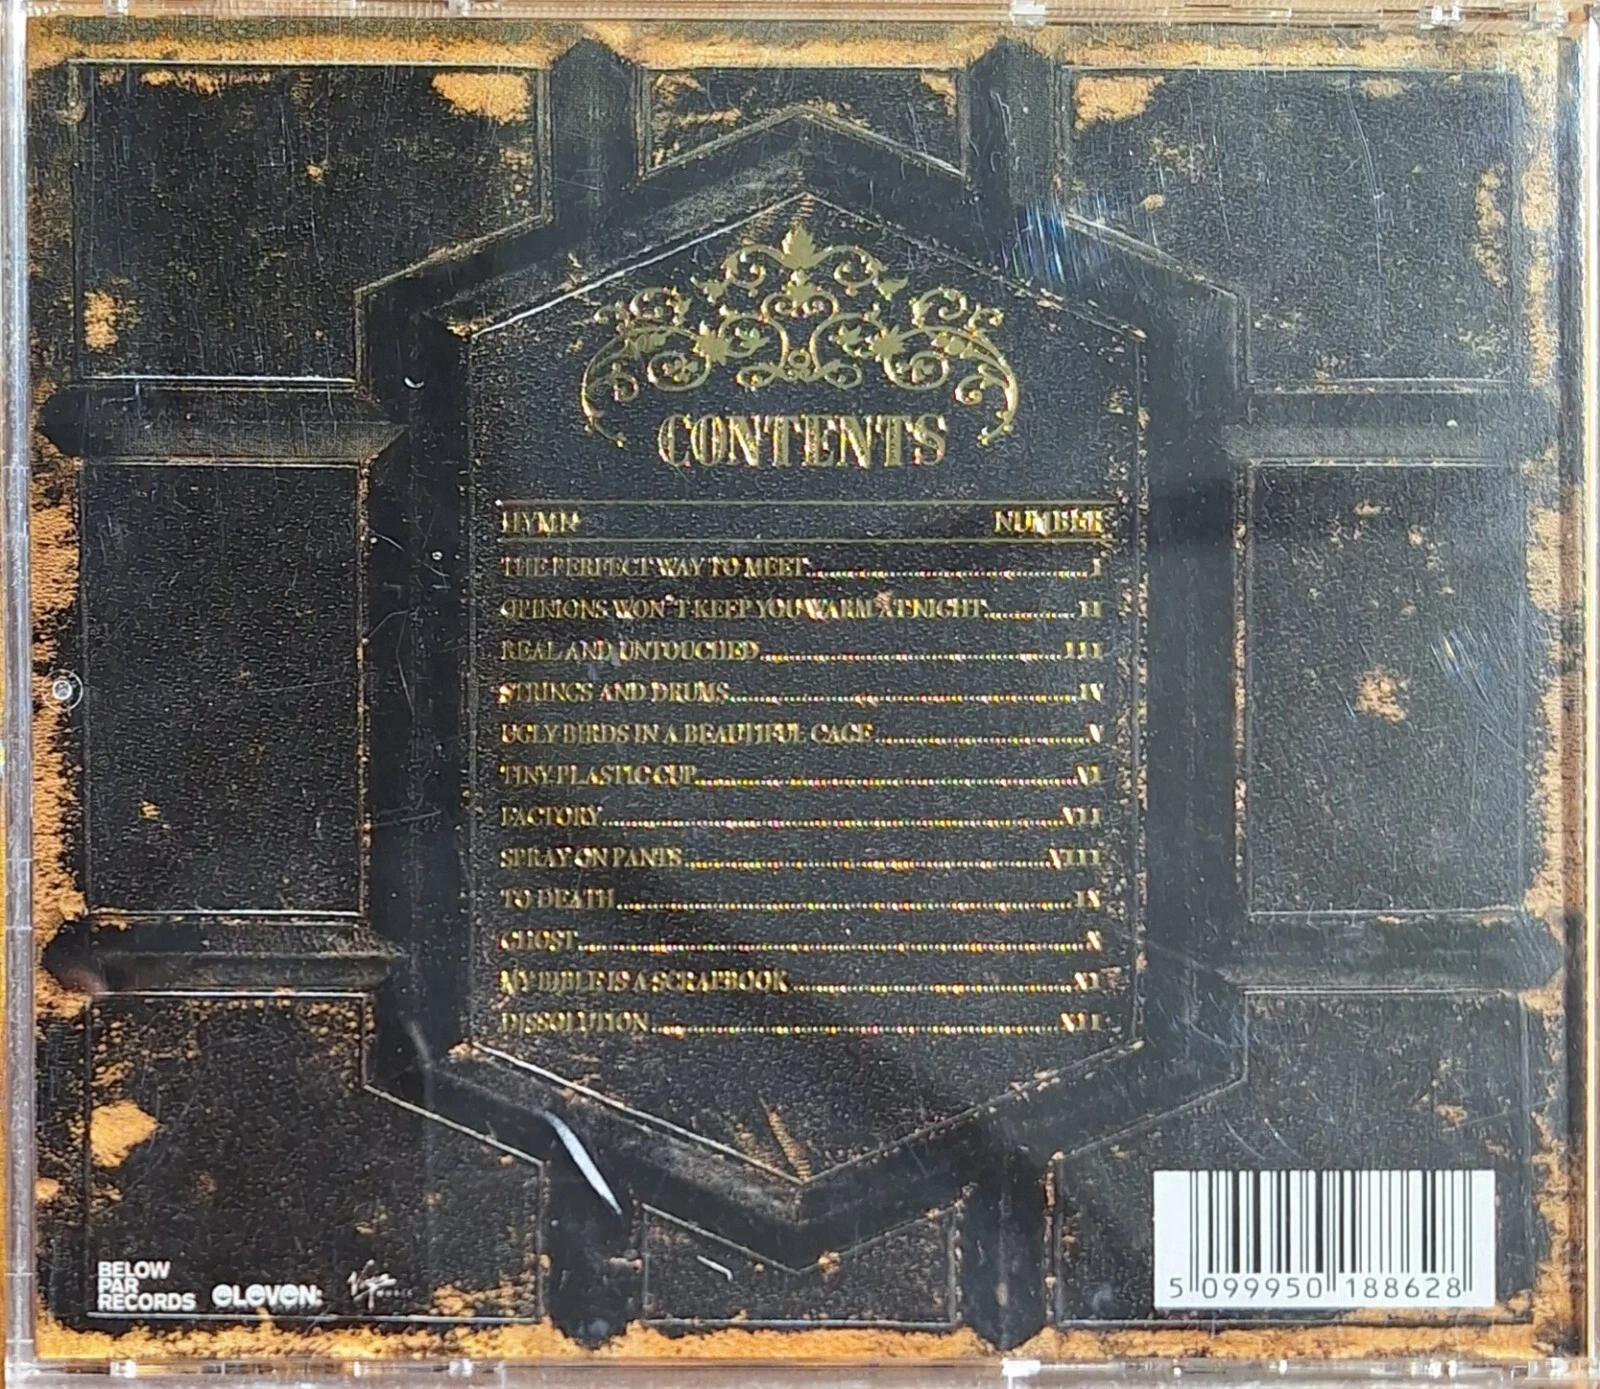 CONTENTS
HYMN NUMBER
THE PERFECT WAY TO MEET I
OPINIONS WON'T KEEP YOU WARM AT NIGHT II
REAL AND UNTOUCHED III
STRINGS AND DRUMS IV
UGLY BIRDS IN A BEAUTIFUL CAGE V
TINY PLASTIC CUP VI
FACTORY VII
SPRAY ON PANTS VIII
TO DEATH IX
GHOST X
MY BIBLE IS A SCRAPBOOK XI
DISSOLUTION XII
BELOW
PAR
RECORDS
eLeVeN:
Virgin
MUSIC
5 099950 188628